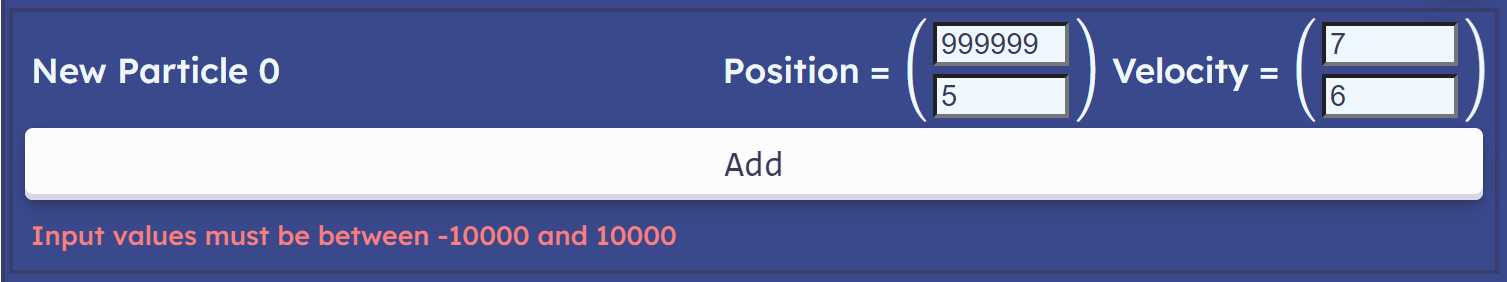 New Particle 0
Position =
999999
5
Velocity =
7
6
Add
Input values must be between -10000 and 10000